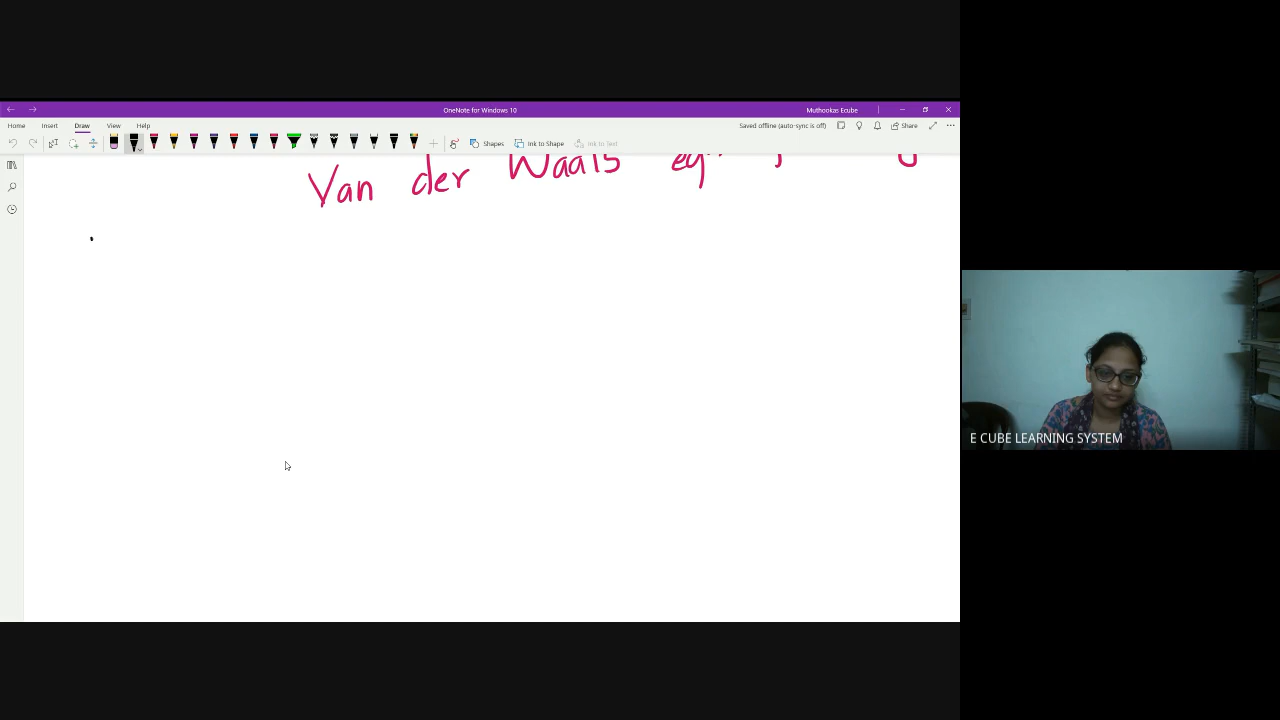 OneNote for Windows 10
Muthookas Ecube
Home Insert Draw View Help
Saved offline (auto-sync is off)
Share
Shapes
Ink to Shape
Ink to Text
Van der Waals
E CUBE LEARNING SYSTEM